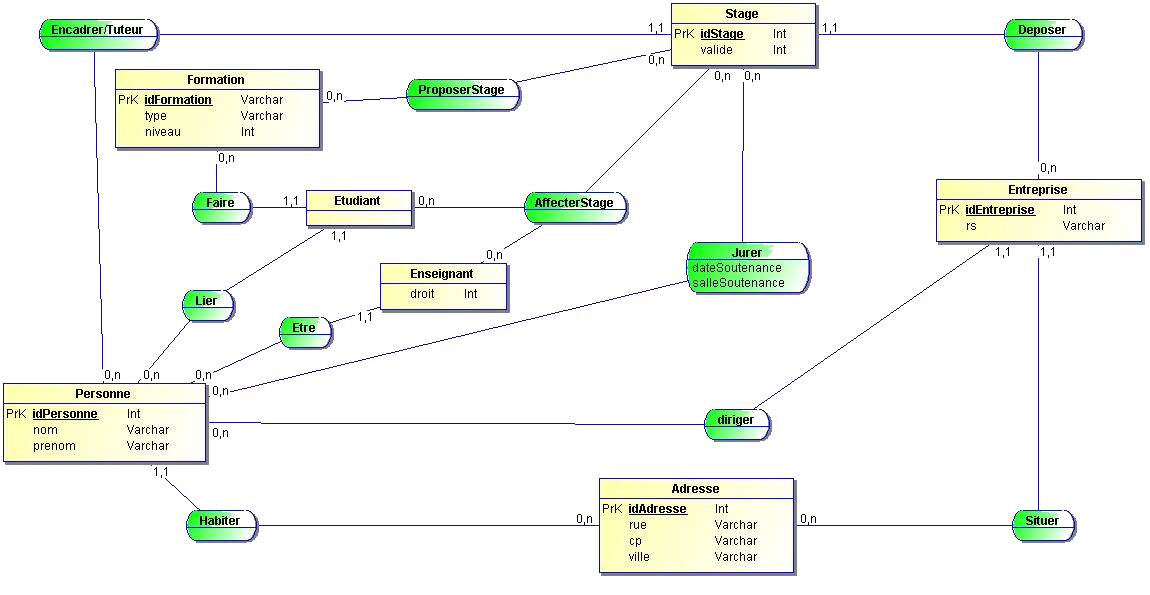 Encadrer/Tuteur
1,1
Stage
PrK idStage Int
valide Int
1,1
Deposer
0,n
0,n
0,n
Formation
PrK idFormation Varchar
type Varchar
niveau Int
0,n
ProposerStage
0,n
0,n
Faire
1,1
Etudiant
0,n
AffecterStage
Entreprise
PrK idEntreprise Int
rs Varchar
1,1
0,n
Jurer
dateSoutenance
salleSoutenance
1,1
1,1
Enseignant
droit Int
Lier
1,1
Etre
0,n
0,n
0,n
0,n
Personne
PrK idPersonne Int
nom Varchar
prenom Varchar
0,n
diriger
1,1
Habiter
0,n
Adresse
PrK idAdresse Int
rue Varchar
cp Varchar
ville Varchar
0,n
Situer